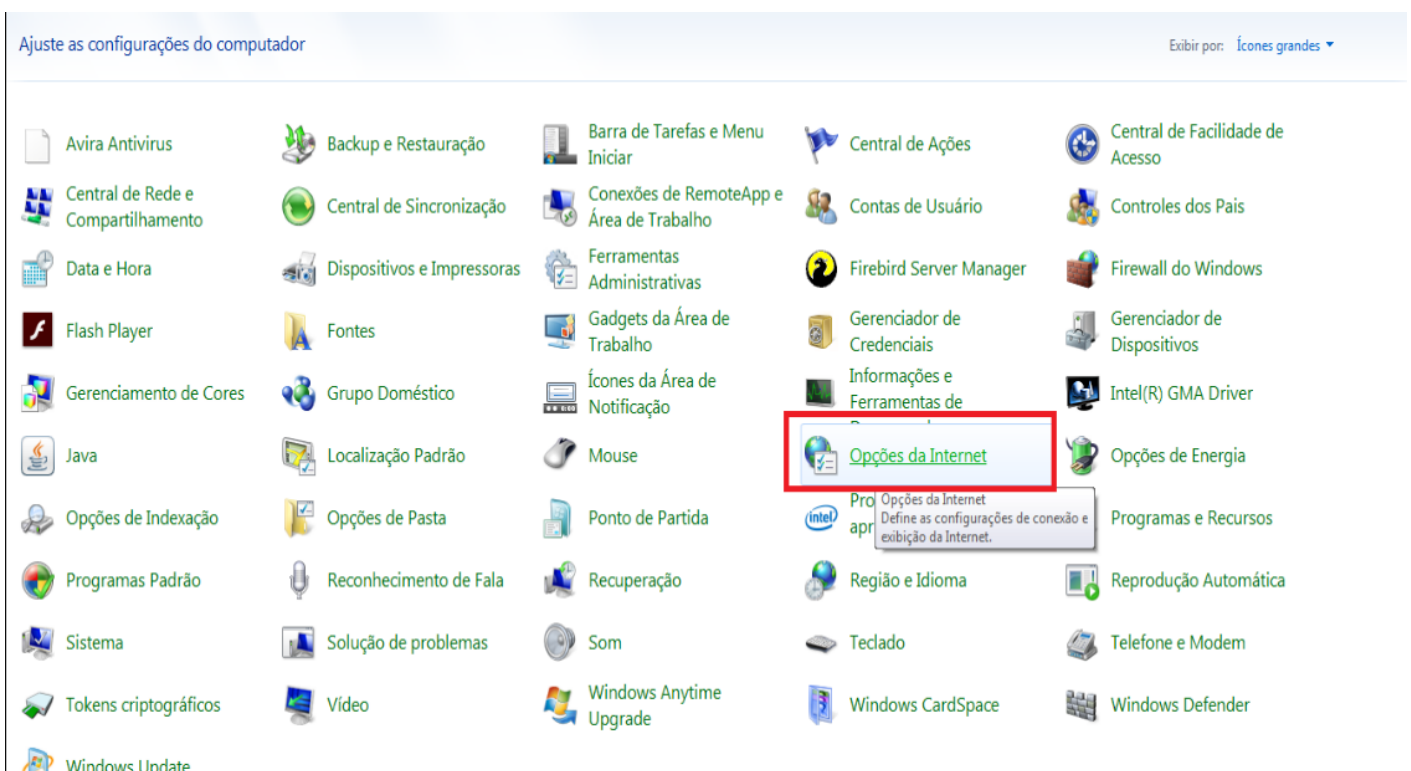 Ajuste as configurações do computador
Exibir por: Ícones grandes
Avira Antivirus
Backup e Restauração
Barra de Tarefas e Menu
Iniciar
Central de Ações
Central de Facilidade de
Acesso
Central de Rede e
Compartilhamento
Central de Sincronização
Conexões de RemoteApp e
Área de Trabalho
Contas de Usuário
Controles dos Pais
Data e Hora
Dispositivos e Impressoras
Ferramentas
Administrativas
Firebird Server Manager
Firewall do Windows
Flash Player
Fontes
Gadgets da Área de
Trabalho
Gerenciador de
Credenciais
Gerenciador de
Dispositivos
Gerenciamento de Cores
Grupo Doméstico
Ícones da Área de
Notificação
Informações e
Ferramentas de
Intel(R) GMA Driver
Java
Localização Padrão
Mouse
Opções da Internet
Opções de Energia
Opções de Indexação
Opções de Pasta
Ponto de Partida
intel
Pro
apr
Opções da Internet
Define as configurações de conexão e
exibição da Internet.
Programas e Recursos
Programas Padrão
Reconhecimento de Fala
Recuperação
Região e Idioma
Reprodução Automática
Sistema
Solução de problemas
Som
Teclado
Telefone e Modem
Tokens criptográficos
Vídeo
Windows Anytime
Upgrade
Windows CardSpace
Windows Defender
Windows Update